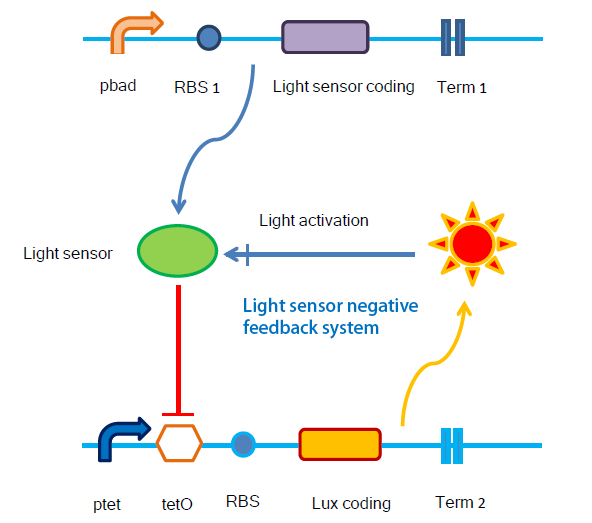 pbad RBS 1 Light sensor coding Term 1
Light activation
Light sensor
Light sensor negative
feedback system
ptet tetO RBS Lux coding Term 2